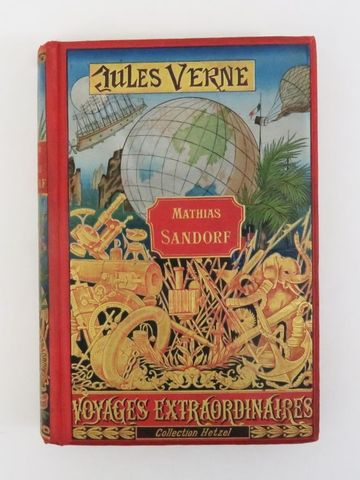 JULES VERNE
MATHIAS
SANDORF
VOYAGES EXTRAORDINAIRES
Collection Hetzel